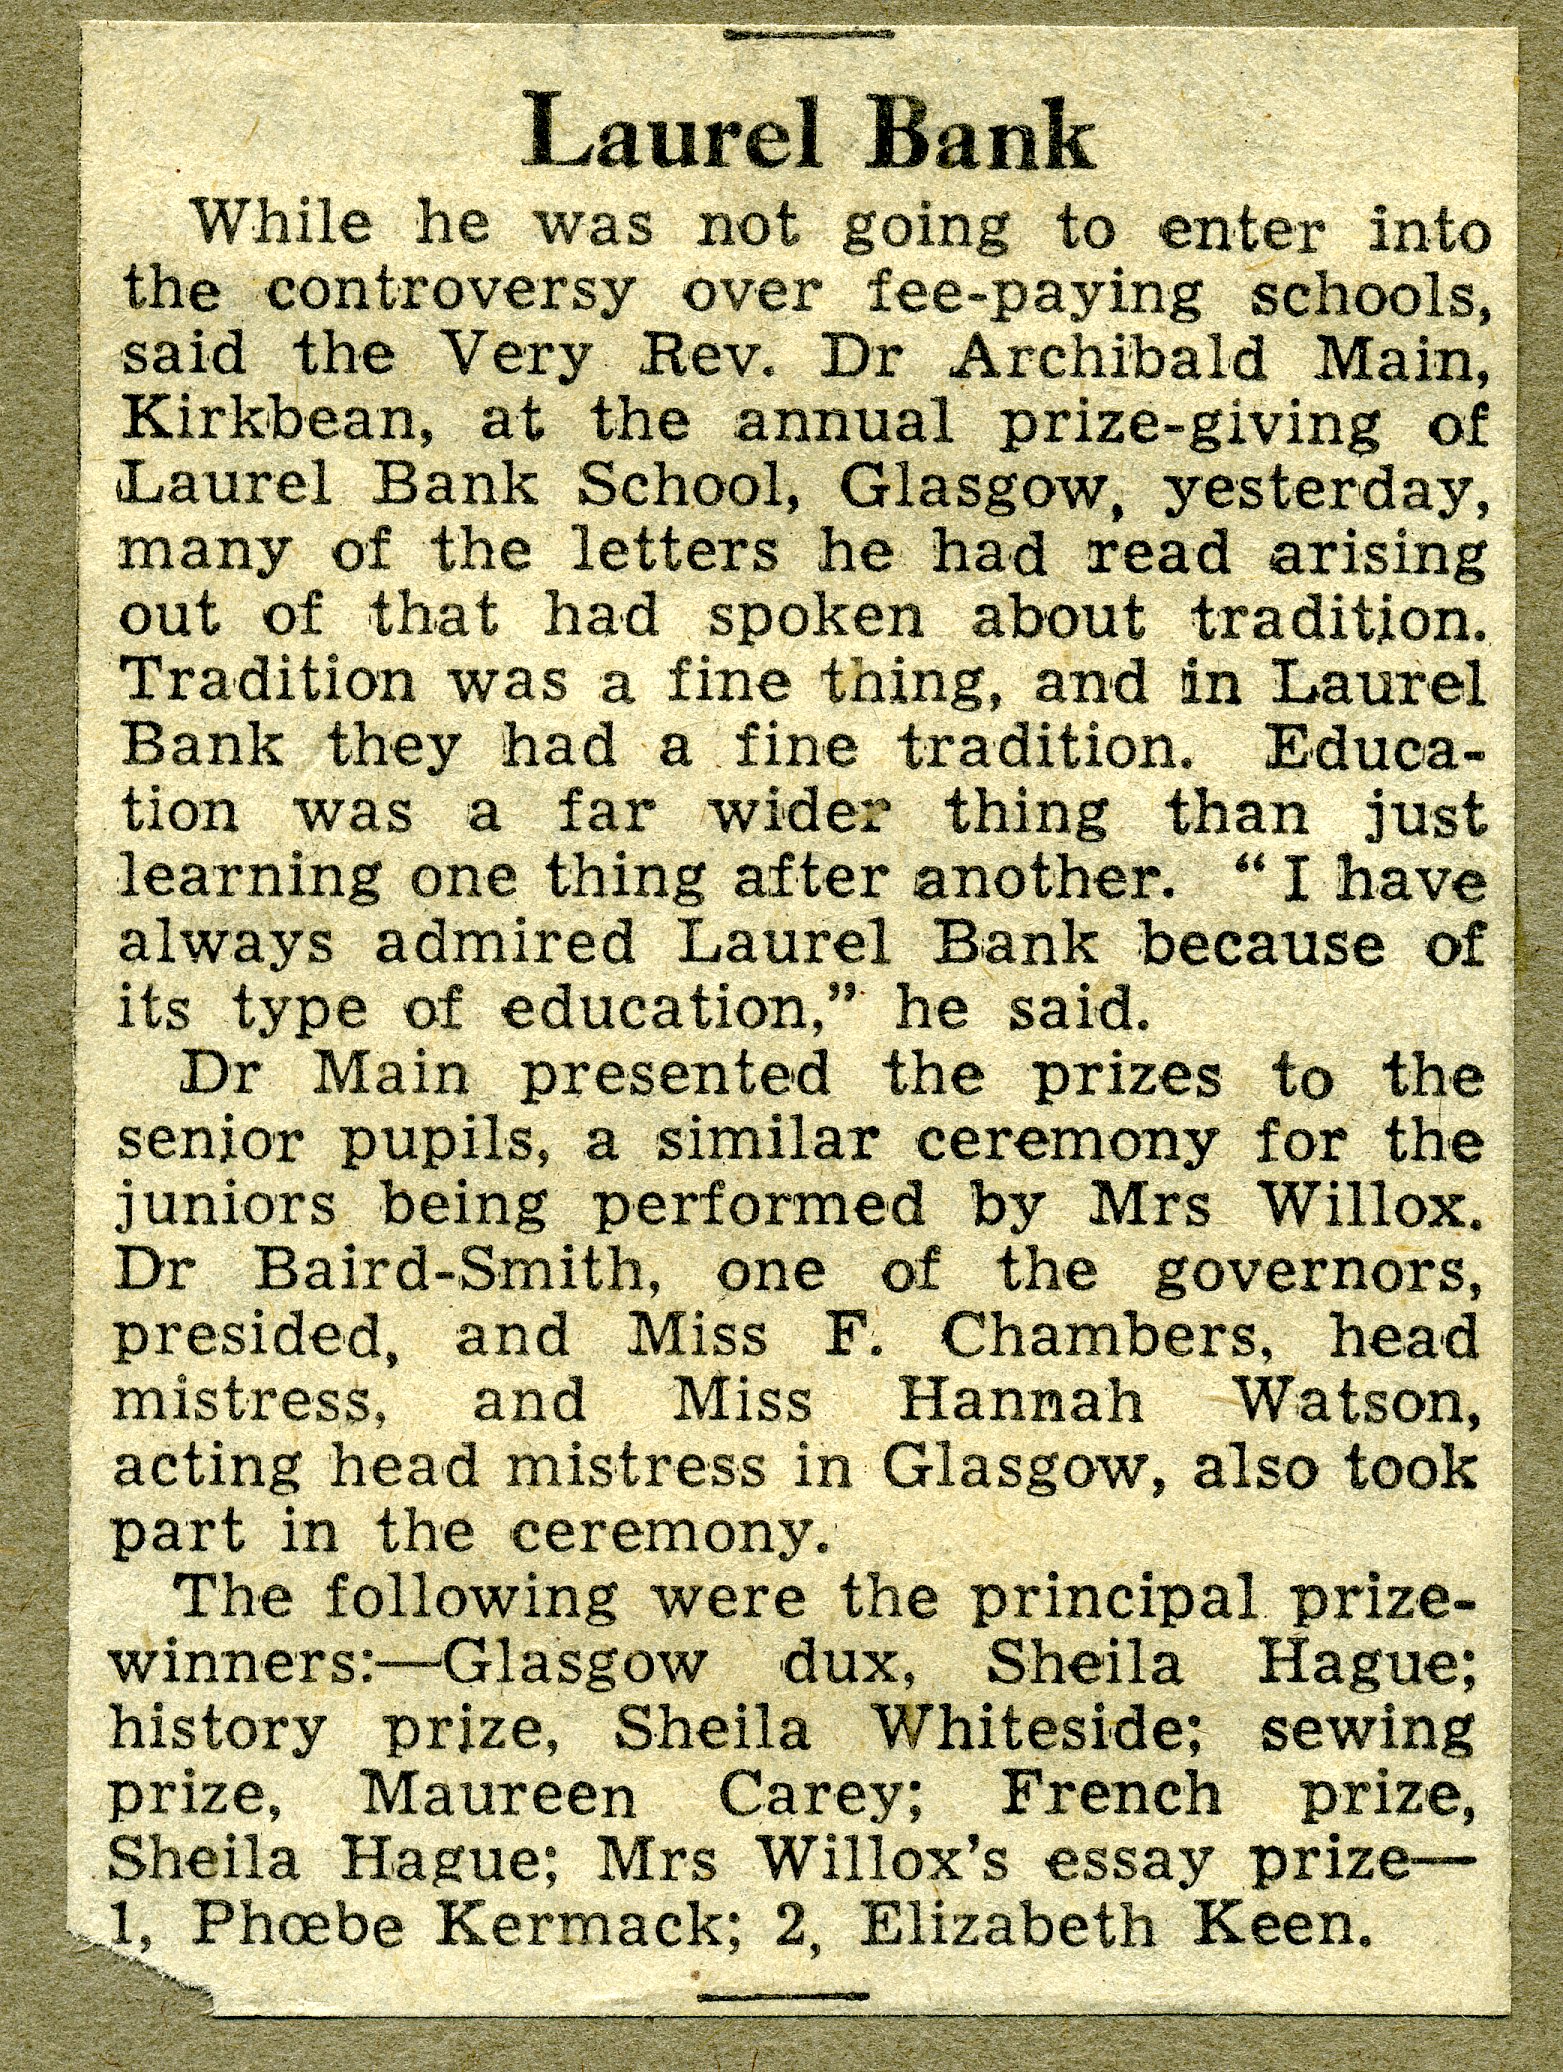 Laurel Bank
While he was not going to enter into
the controversy over fee-paying schools,
said the Very Rev. Dr Archibald Main,
Kirkbean, at the annual prize-giving of
Laurel Bank School, Glasgow, yesterday,
many of the letters he had read arising
out of that had spoken about tradition.
Tradition was a fine thing, and in Laurel
Bank they had a fine tradition. Educa-
tion was a far wider thing than just
learning one thing after another. “I have
always admired Laurel Bank because of
its type of education,” he said.
Dr Main presented the prizes to the
senior pupils, a similar ceremony for the
juniors being performed by Mrs Willox.
Dr Baird-Smith, one of the governors,
presided, and Miss F. Chambers, head
mistress, and Miss Hannah Watson,
acting head mistress in Glasgow, also took
part in the ceremony.
The following were the principal prize-
winners:—Glasgow dux, Sheila Hague;
history prize, Sheila Whiteside; sewing
prize, Maureen Carey; French prize,
Sheila Hague; Mrs Willox’s essay prize—
1, Phœbe Kermack; 2, Elizabeth Keen.